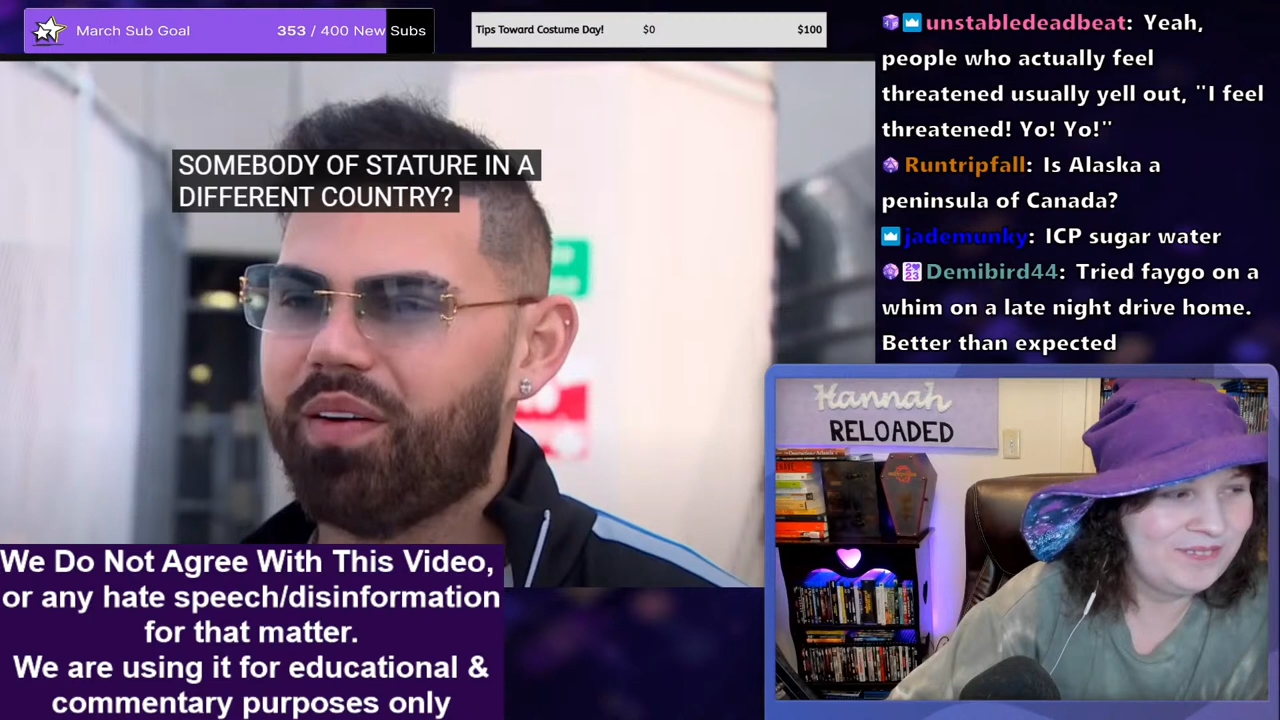 March Sub Goal
353 / 400 New Subs
Tips Toward Costume Day!
$0
$100
SOMEBODY OF STATURE IN A
DIFFERENT COUNTRY?
We Do Not Agree With This Video,
or any hate speech/disinformation
for that matter.
We are using it for educational &
commentary purposes only
unstabledeadbeat: Yeah,
people who actually feel
threatened usually yell out, "I feel
threatened! Yo! Yo!"
Runtripfall: Is Alaska a
peninsula of Canada?
jademunky: ICP sugar water
Demibird44: Tried faygo on a
whim on a late night drive home.
Better than expected
Hannah
RELOADED